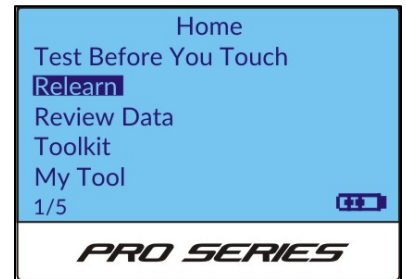 Home
Test Before You Touch
Relearn
Review Data
Toolkit
My Tool
1/5
PRO SERIES